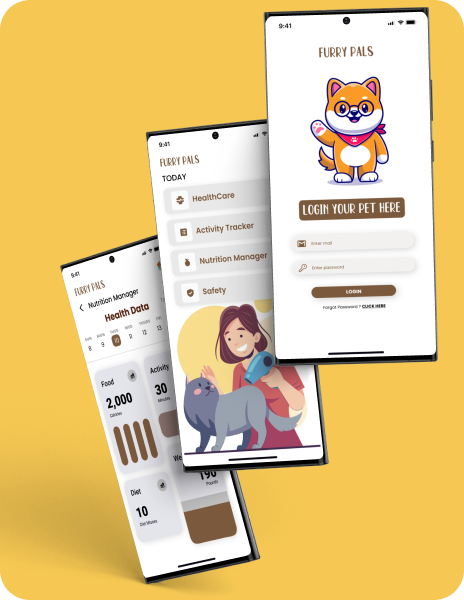 9:41
FURRY PALS
LOGIN YOUR PET HERE
Enter mail
Enter password
LOGIN
Forgot Password ? CLICK HERE
9:41
FURRY PALS
TODAY
HealthCare
Activity Tracker
Nutrition Manager
Safety
9:41
FURRY PALS
Nutrition Manager
Health Data
8 9 10 11 12 13
Food
2,000
Calories
Activity
30
Minutes
We
190
Pounds
Diet
10